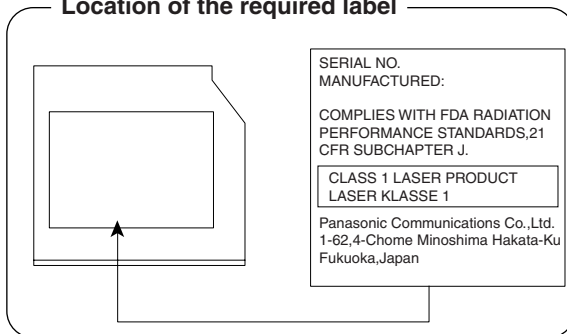 Location of the required label
SERIAL NO.
MANUFACTURED:
COMPLIES WITH FDA RADIATION
PERFORMANCE STANDARDS,21
CFR SUBCHAPTER J.
CLASS 1 LASER PRODUCT
LASER KLASSE 1
Panasonic Communications Co.,Ltd.
1-62,4-Chome Minoshima Hakata-Ku
Fukuoka,Japan